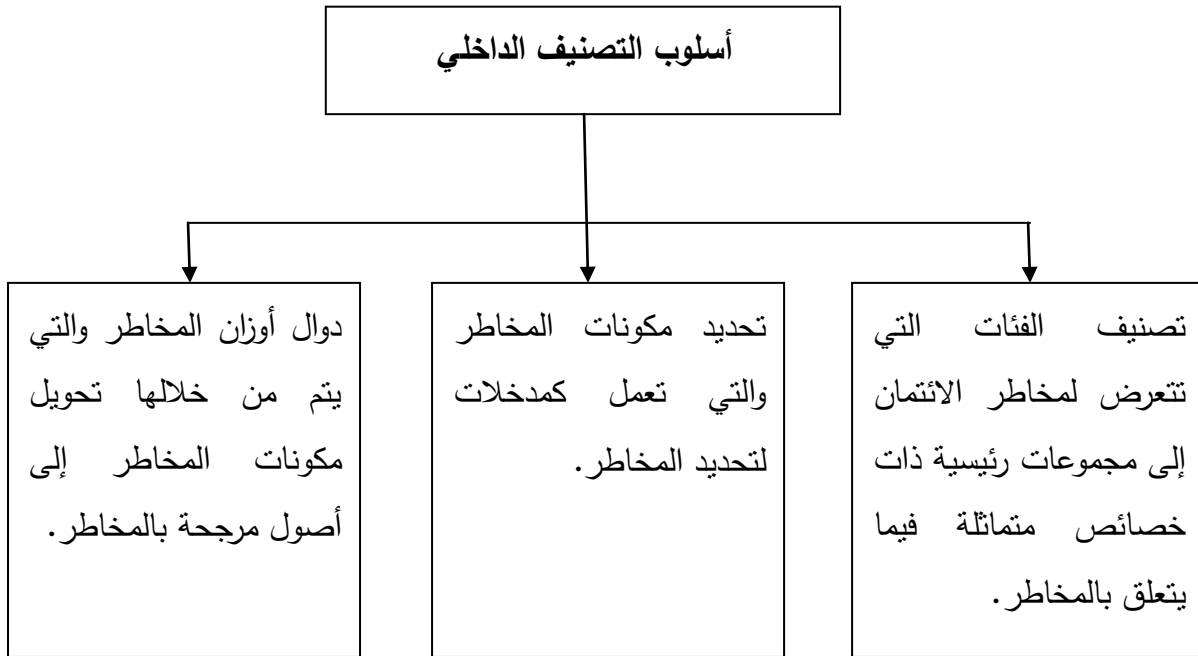 أسلوب التصنيف الداخلي
تصنيف الفئات التي
تتعرض لمخاطر الائتمان
إلى مجموعات رئيسية ذات
خصائص متماثلة فيما
يتعلق بالمخاطر.
تحديد مكونات المخاطر
والتي تعمل كمدخلات
لتحديد المخاطر.
دوال أوزان المخاطر والتي
يتم من خلالها تحويل
مكونات المخاطر إلى
أصول مرجحة بالمخاطر.